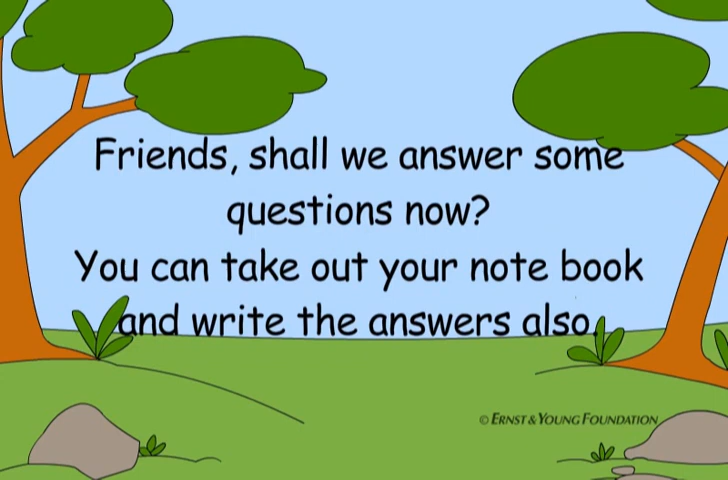 Friends, shall we answer some
questions now?
You can take out your note book
and write the answers also.
© ERNST & YOUNG FOUNDATION